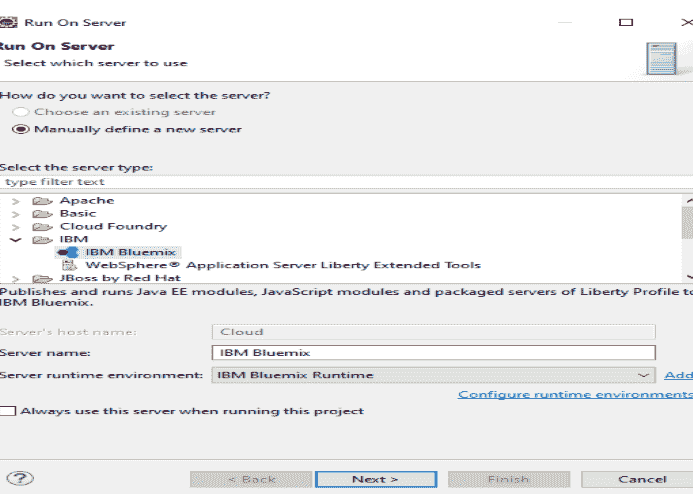 Run On Server
Run On Server
Select which server to use
How do you want to select the server?
Choose an existing server
Manually define a new server
Select the server type:
type filter text
Apache
Basic
Cloud Foundry
IBM
IBM Bluemix
WebSphere® Application Server Liberty Extended Tools
JBoss by Red Hat
Publishes and runs Java EE modules, JavaScript modules and packaged servers of Liberty Profile to
IBM Bluemix.
Server's host name: Cloud
Server name: IBM Bluemix
Server runtime environment: IBM Bluemix Runtime Add
Configure runtime environments
Always use this server when running this project
? < Back Next > Finish Cancel